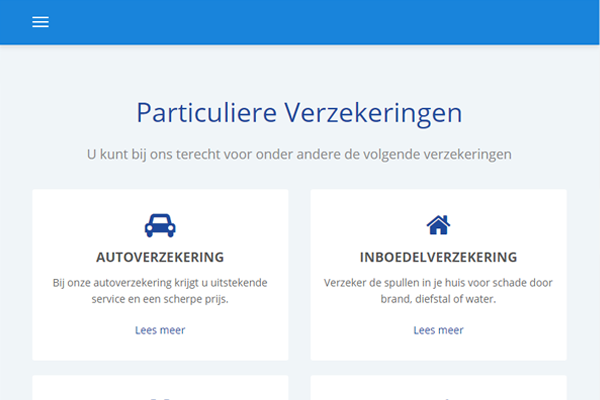 Particuliere Verzekeringen
U kunt bij ons terecht voor onder andere de volgende verzekeringen
AUTOVERZEKERING
Bij onze autoverzekering krijgt u uitstekende
service en een scherpe prijs.
Lees meer
INBOEDELVERZEKERING
Verzeker de spullen in je huis voor schade door
brand, diefstal of water.
Lees meer